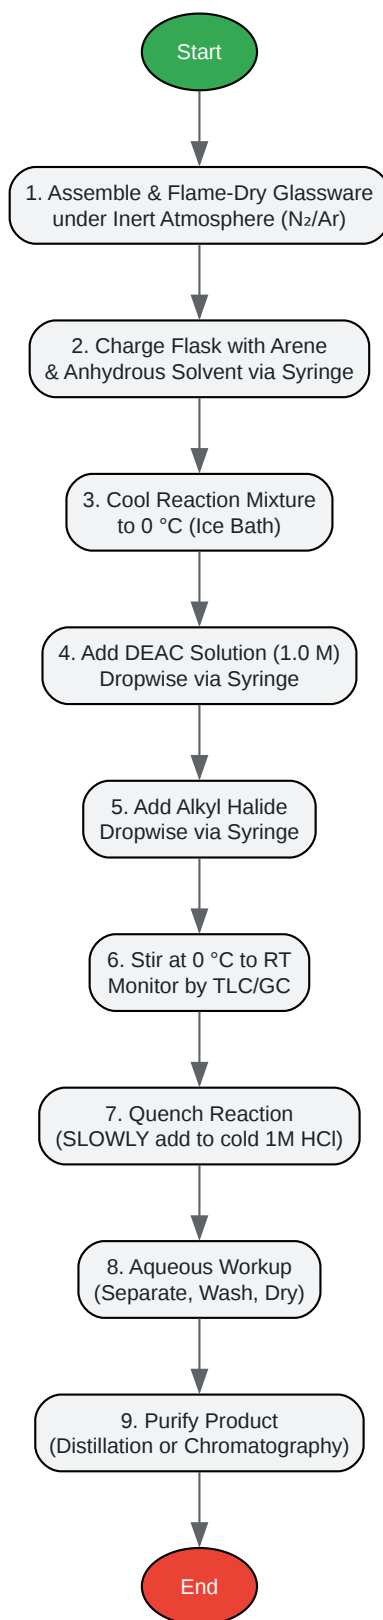 Start
1. Assemble & Flame-Dry Glassware
under Inert Atmosphere (N₂/Ar)
2. Charge Flask with Arene
& Anhydrous Solvent via Syringe
3. Cool Reaction Mixture
to 0 °C (Ice Bath)
4. Add DEAC Solution (1.0 M)
Dropwise via Syringe
5. Add Alkyl Halide
Dropwise via Syringe
6. Stir at 0 °C to RT
Monitor by TLC/GC
7. Quench Reaction
(SLOWLY add to cold 1M HCl)
8. Aqueous Workup
(Separate, Wash, Dry)
9. Purify Product
(Distillation or Chromatography)
End